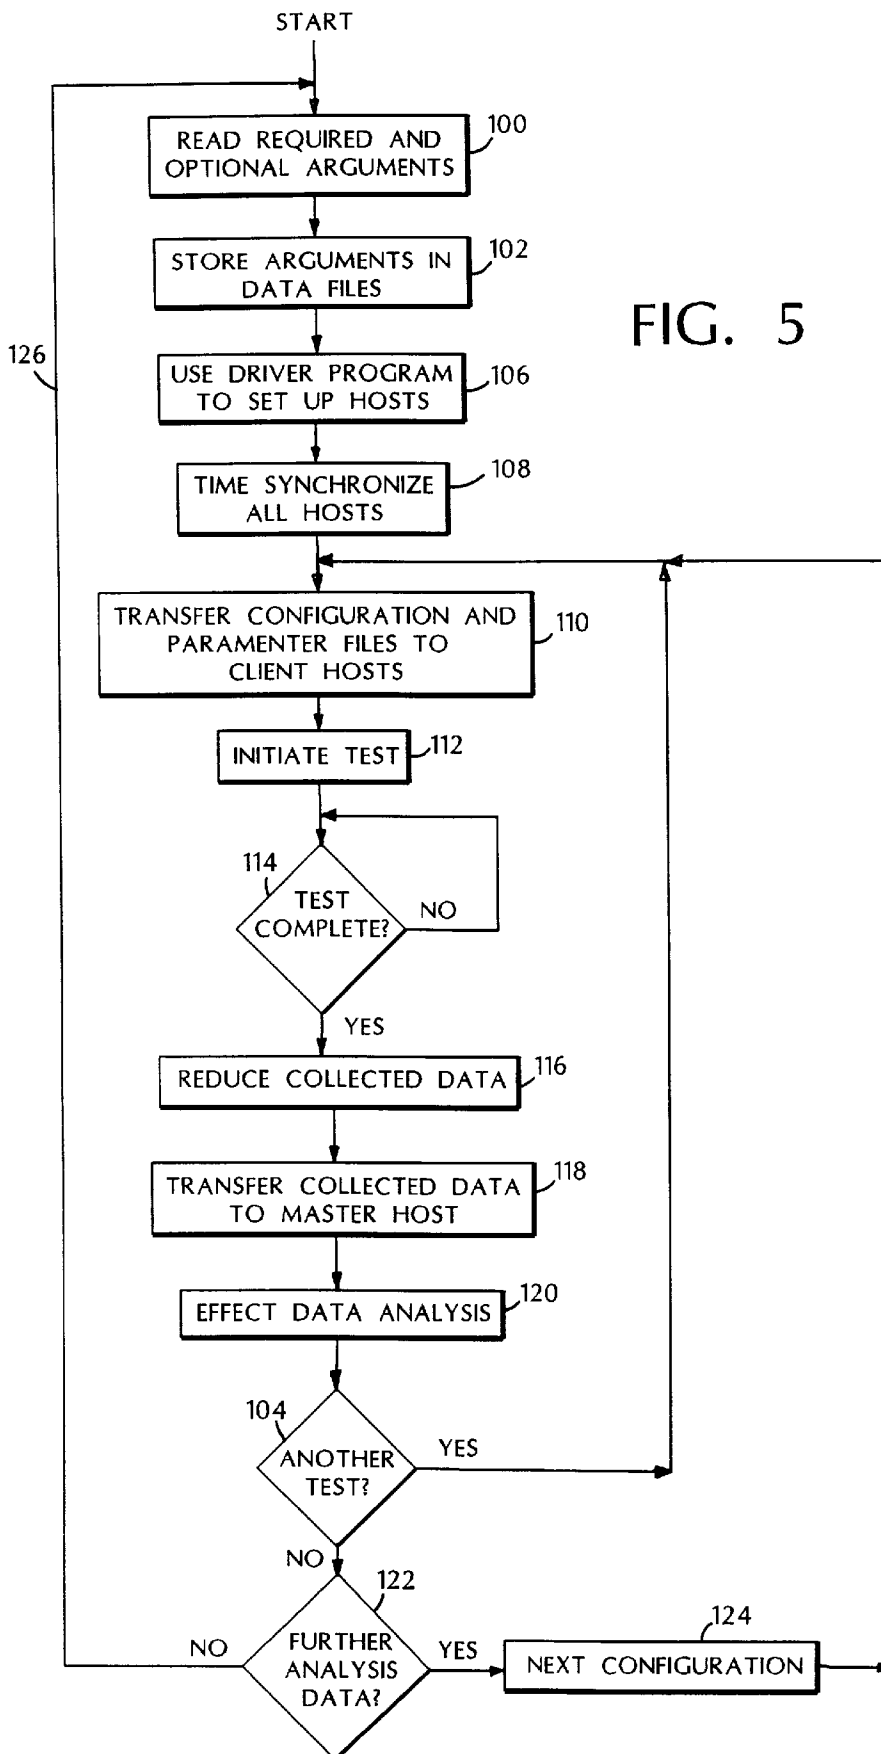 START
READ REQUIRED AND
OPTIONAL ARGUMENTS
100
STORE ARGUMENTS IN
DATA FILES
102
FIG. 5
126
USE DRIVER PROGRAM
TO SET UP HOSTS
106
TIME SYNCHRONIZE
ALL HOSTS
108
TRANSFER CONFIGURATION AND
PARAMENTER FILES TO
CLIENT HOSTS
110
INITIATE TEST
112
114
TEST
COMPLETE?
NO
YES
REDUCE COLLECTED DATA
116
TRANSFER COLLECTED DATA
TO MASTER HOST
118
EFFECT DATA ANALYSIS
120
104
ANOTHER
TEST?
YES
NO
122
FURTHER
ANALYSIS
DATA?
NO
YES
124
NEXT CONFIGURATION